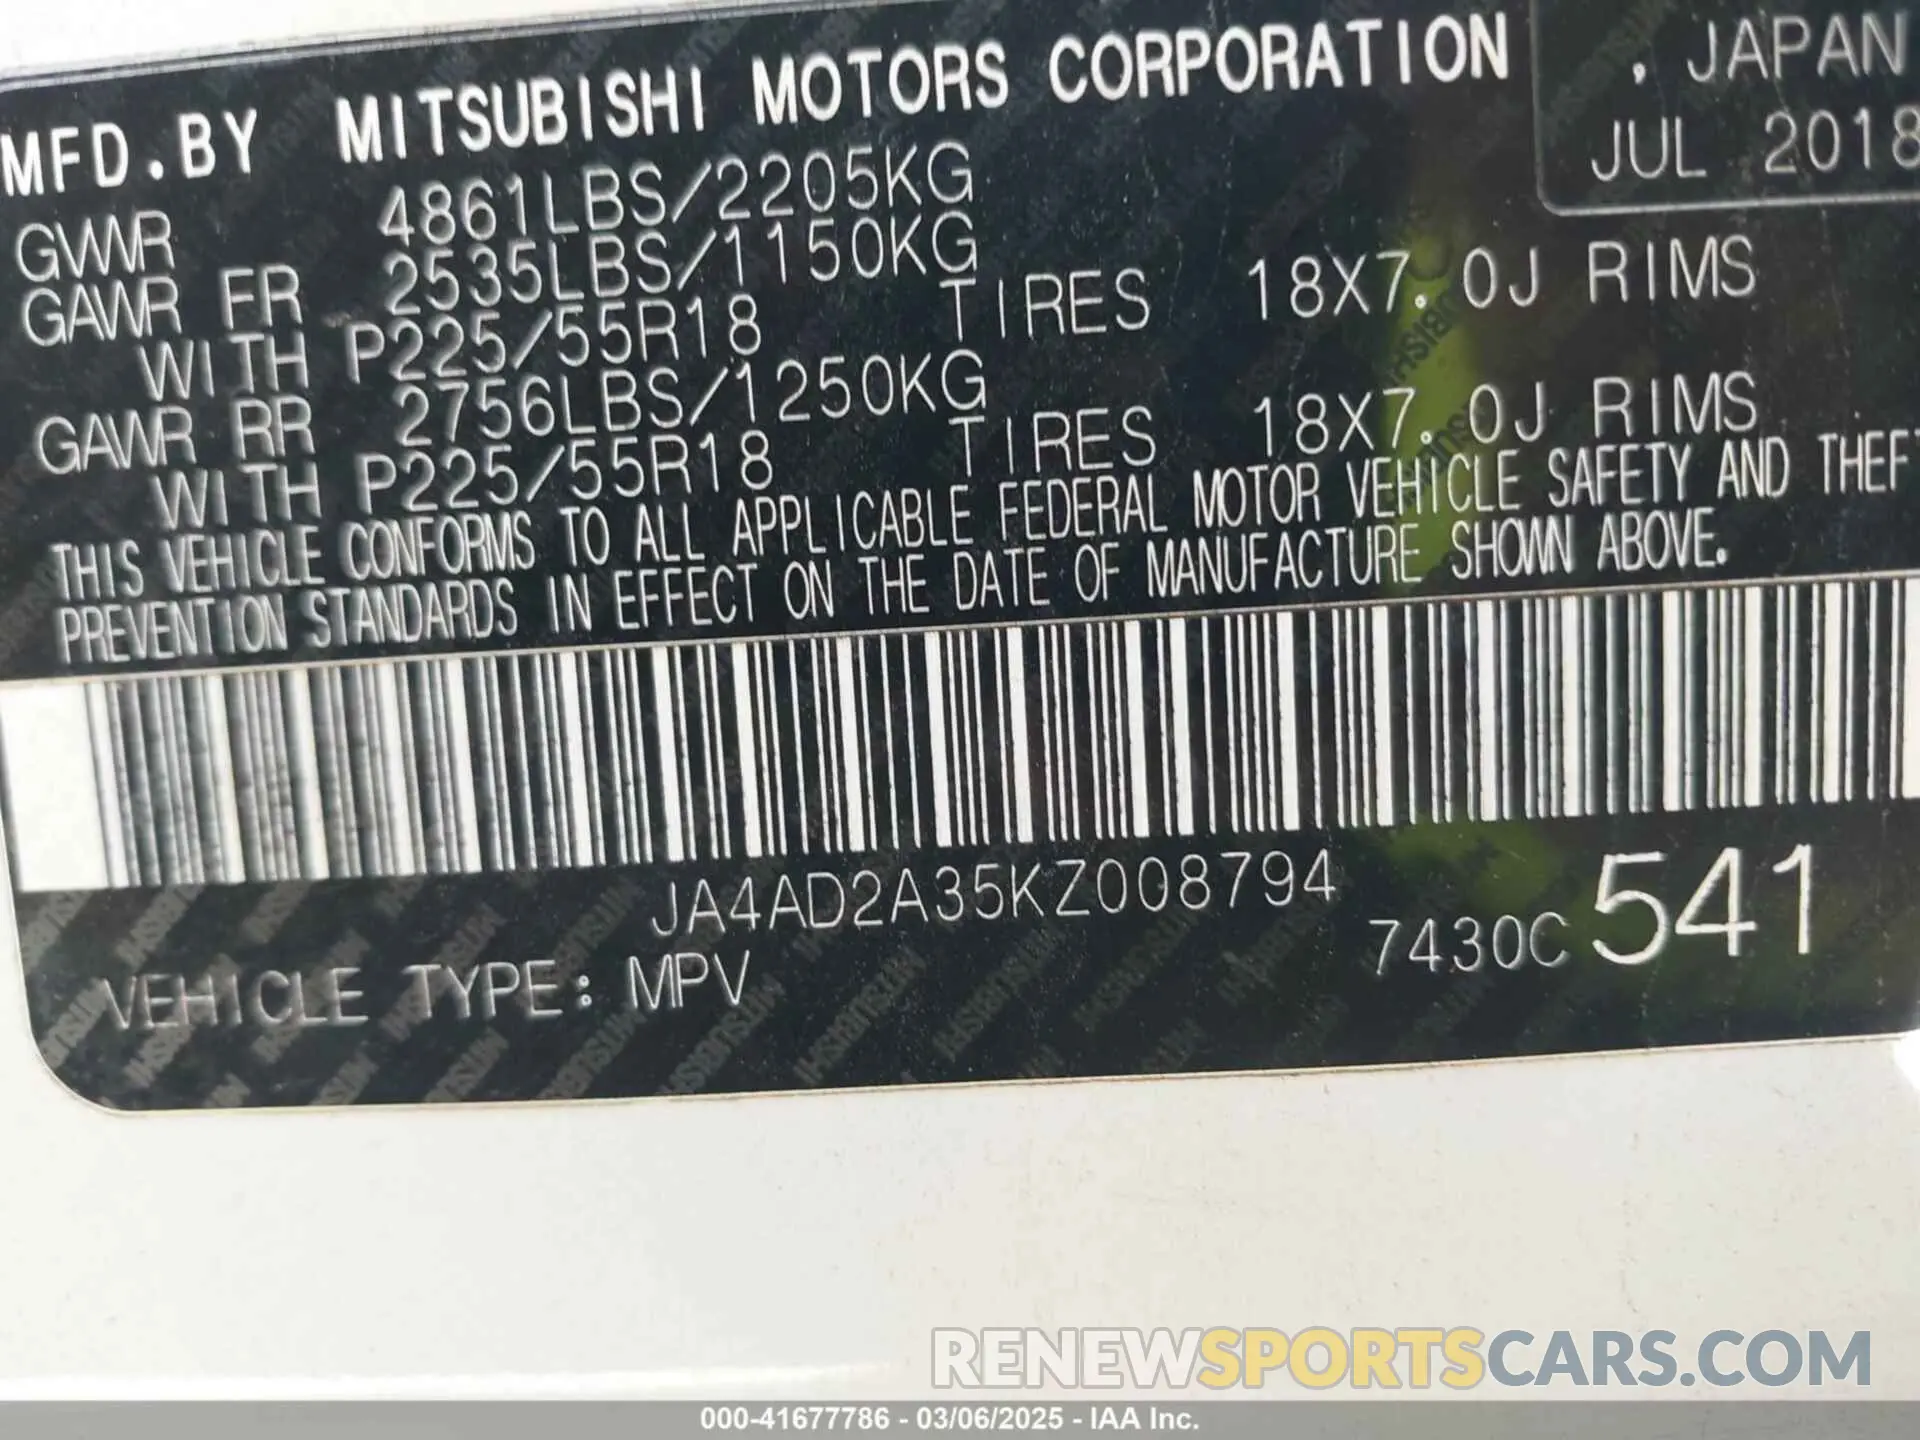 MFD.BY MITSUBISHI MOTORS CORPORATION
, JAPAN
JUL 2018
GVWR 4861LBS/2205KG
GAWR FR 2535LBS/1150KG
WITH P225/55R18 TIRES 18X7.0J RIMS
GAWR RR 2756LBS/1250KG
WITH P225/55R18 TIRES 18X7.0J RIMS
THIS VEHICLE CONFORMS TO ALL APPLICABLE FEDERAL MOTOR VEHICLE SAFETY AND THEFT
PREVENTION STANDARDS IN EFFECT ON THE DATE OF MANUFACTURE SHOWN ABOVE.
JA4AD2A35KZ008794
7430C 541
VEHICLE TYPE: MPV
RENEWSPORTSCARS.COM
000-41677786 - 03/06/2025 - IAA Inc.